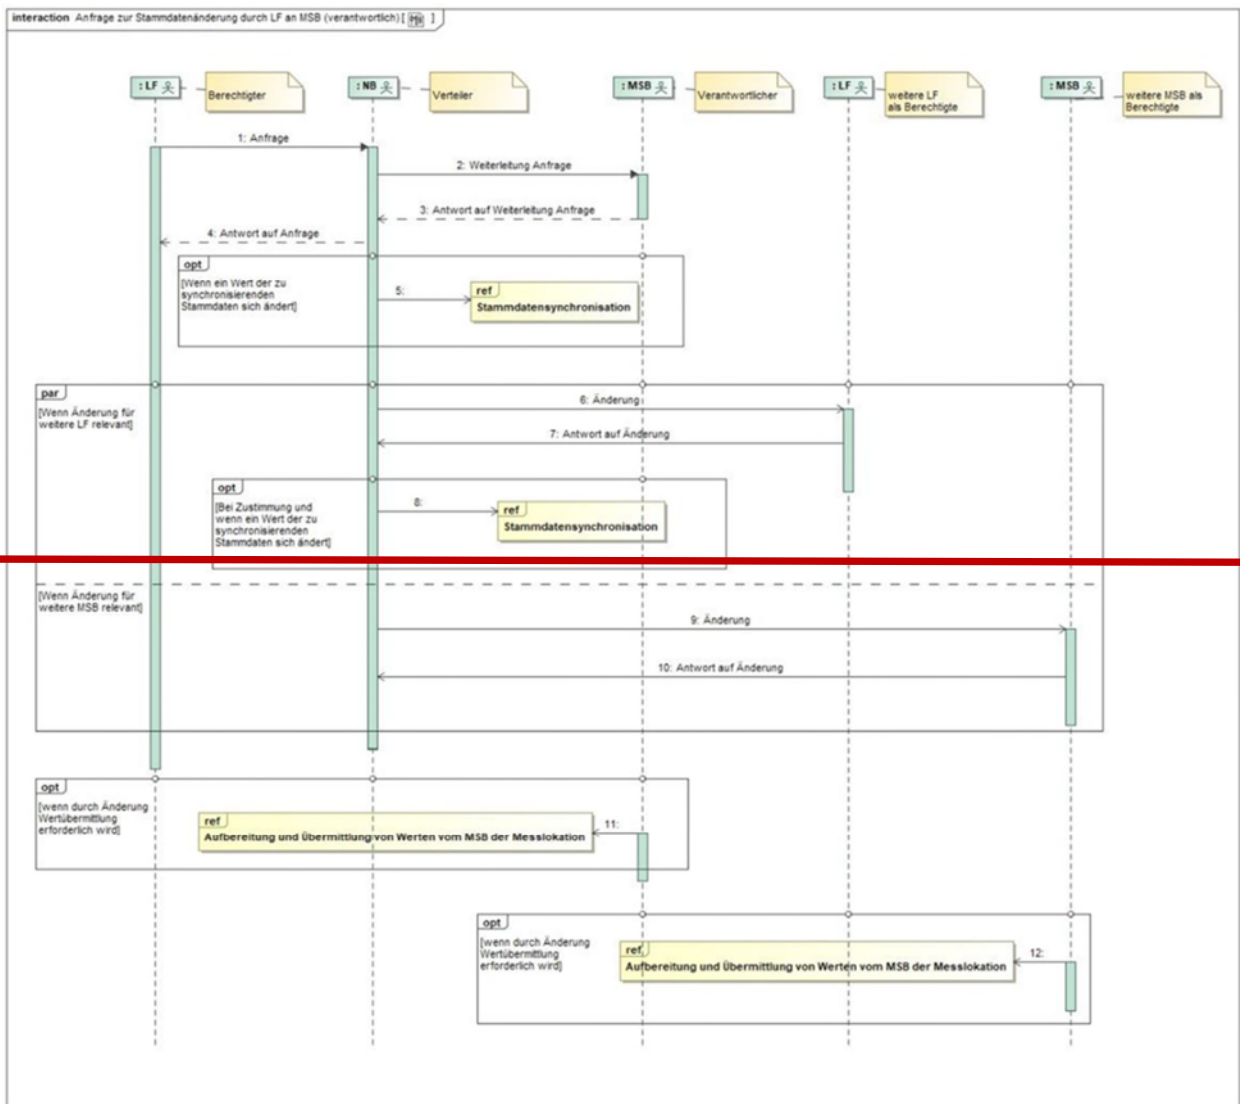 interaction Anfrage zur Stammdatenänderung durch LF an MSB (verantwortlich) [ ]
: LF
Berechtigter
: NB
Verteiler
: MSB
Verantwortlicher
: LF
weitere LF
als Berechtigte
: MSB
weitere MSB als
Berechtigte
1: Anfrage
2: Weiterleitung Anfrage
3: Antwort auf Weiterleitung Anfrage
4: Antwort auf Anfrage
opt
[Wenn ein Wert der zu
synchronisierenden
Stammdaten sich ändert]
5:
ref
Stammdatensynchronisation
par
[Wenn Änderung für
weitere LF relevant]
6: Änderung
7: Antwort auf Änderung
opt
[Bei Zustimmung und
wenn ein Wert der zu
synchronisierenden
Stammdaten sich ändert]
8:
ref
Stammdatensynchronisation
[Wenn Änderung für
weitere MSB relevant]
9: Änderung
10: Antwort auf Änderung
opt
[wenn durch Änderung
Wertübermittlung
erforderlich wird]
ref
Aufbereitung und Übermittlung von Werten vom MSB der Messlokation
11:
opt
[wenn durch Änderung
Wertübermittlung
erforderlich wird]
ref
Aufbereitung und Übermittlung von Werten vom MSB der Messlokation
12: